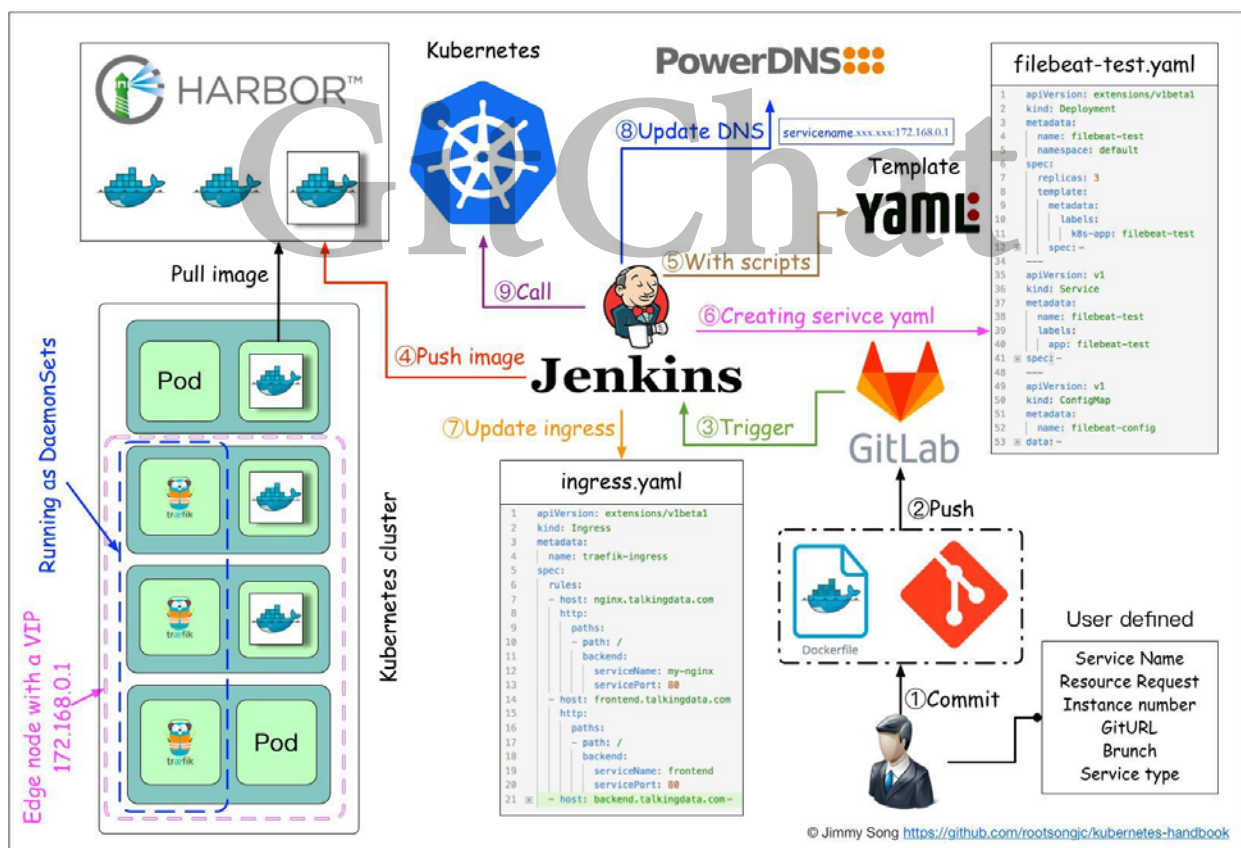 HARBOR™
Kubernetes
PowerDNS
GitChat
⑧Update DNS
servicename.xxx.xxx:172.168.0.1
Template
YAML
⑤With scripts
⑨Call
⑥Creating serivce yaml
Pull image
④Push image
Jenkins
③Trigger
⑦Update ingress
GitLab
②Push
Dockerfile
①Commit
User defined
Service Name
Resource Request
Instance number
GitURL
Brunch
Service type
filebeat-test.yaml
1 apiVersion: extensions/v1beta1
2 kind: Deployment
3 metadata:
4 name: filebeat-test
5 namespace: default
6 spec:
7 replicas: 3
8 template:
9 metadata:
10 labels:
11 k8s-app: filebeat-test
12 spec:
34 ---
35 apiVersion: v1
36 kind: Service
37 metadata:
38 name: filebeat-test
39 labels:
40 app: filebeat-test
41 spec:
48 ---
49 apiVersion: v1
50 kind: ConfigMap
51 metadata:
52 name: filebeat-config
53 data:
ingress.yaml
1 apiVersion: extensions/v1beta1
2 kind: Ingress
3 metadata:
4 name: traefik-ingress
5 spec:
6 rules:
7 - host: nginx.talkingdata.com
8 http:
9 paths:
10 - path: /
11 backend:
12 serviceName: my-nginx
13 servicePort: 80
14 - host: frontend.talkingdata.com
15 http:
16 paths:
17 - path: /
18 backend:
19 serviceName: frontend
20 servicePort: 80
21 - host: backend.talkingdata.com
Running as DaemonSets
Edge node with a VIP
172.168.0.1
Kubernetes cluster
Pod
træfik
træfik
træfik
Pod
© Jimmy Song https://github.com/rootsongjc/kubernetes-handbook